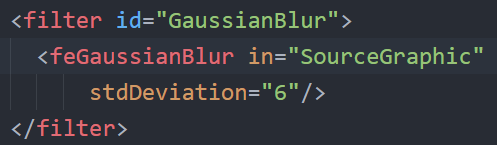 <filter id="GaussianBlur">
<feGaussianBlur in="SourceGraphic"
stdDeviation="6"/>
</filter>